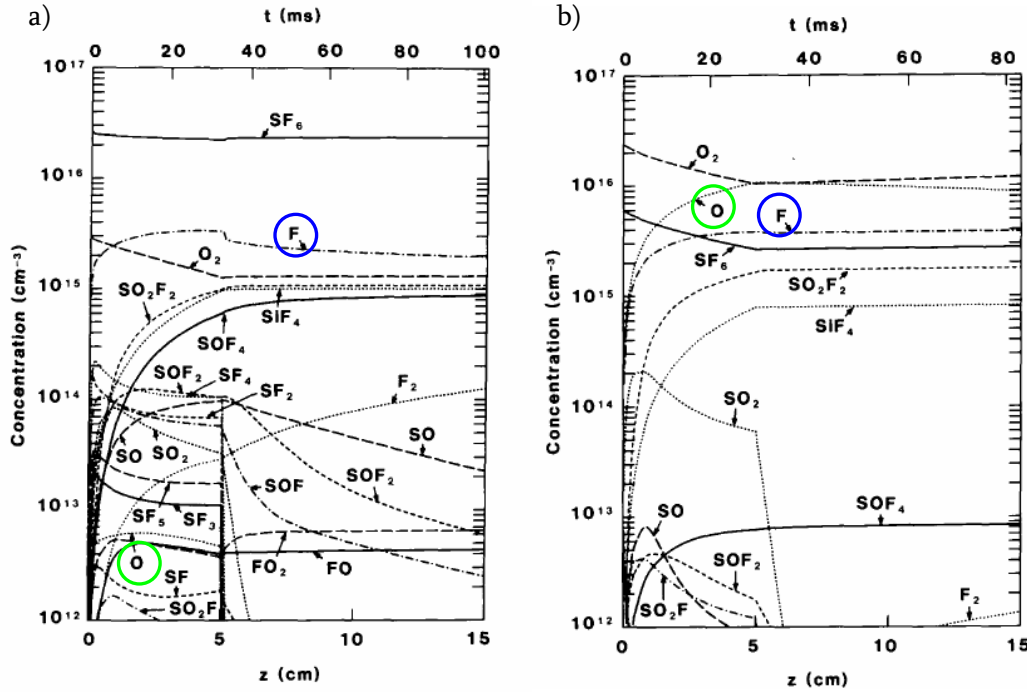 a)
t (ms)
0 20 40 60 80 100
10^17
10^16
10^15
10^14
10^13
10^12
Concentration (cm⁻³)
SF₆
F
O₂
SO₂F₂
SiF₄
SOF₄
SOF₂
SF₄
SF₂
F₂
SO
SO₂
SO
SOF
SOF₂
SF₅
SF₃
O
FO₂
FO
SF
SO₂F
0 5 10 15
z (cm)
b)
t (ms)
0 20 40 60 80
10^17
10^16
10^15
10^14
10^13
10^12
Concentration (cm⁻³)
O₂
O
F
SF₆
SO₂F₂
SiF₄
SO₂
SO
SOF₄
SOF₂
SO₂F
F₂
0 5 10 15
z (cm)